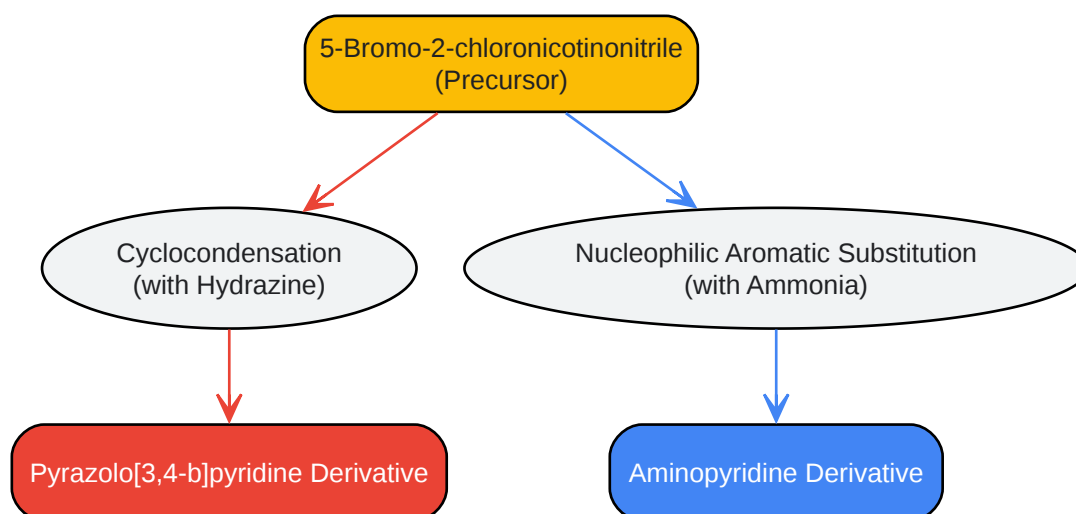 5-Bromo-2-chloronicotinonitrile
(Precursor)
Cyclocondensation
(with Hydrazine)
Nucleophilic Aromatic Substitution
(with Ammonia)
Pyrazolo[3,4-b]pyridine Derivative
Aminopyridine Derivative